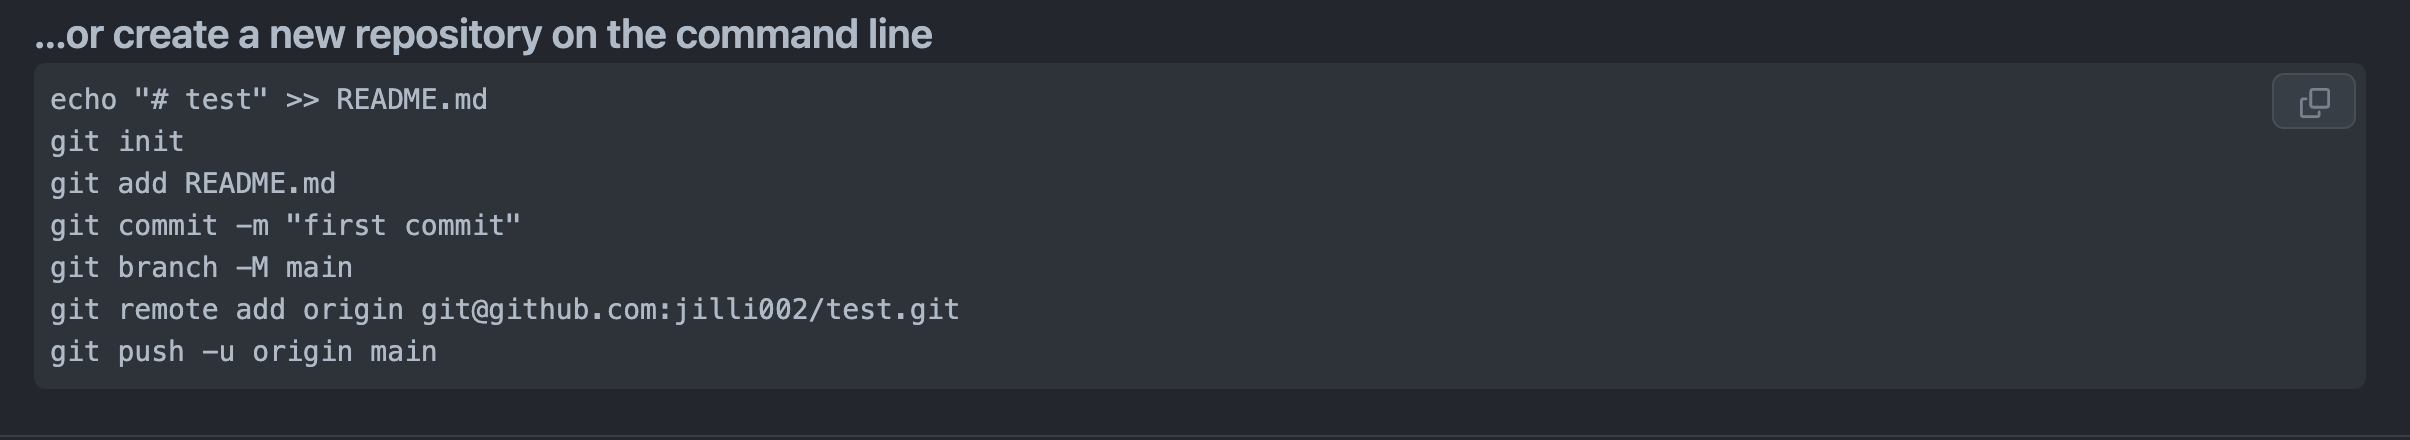 ...or create a new repository on the command line
echo "# test" >> README.md
git init
git add README.md
git commit -m "first commit"
git branch -M main
git remote add origin git@github.com:jilli002/test.git
git push -u origin main